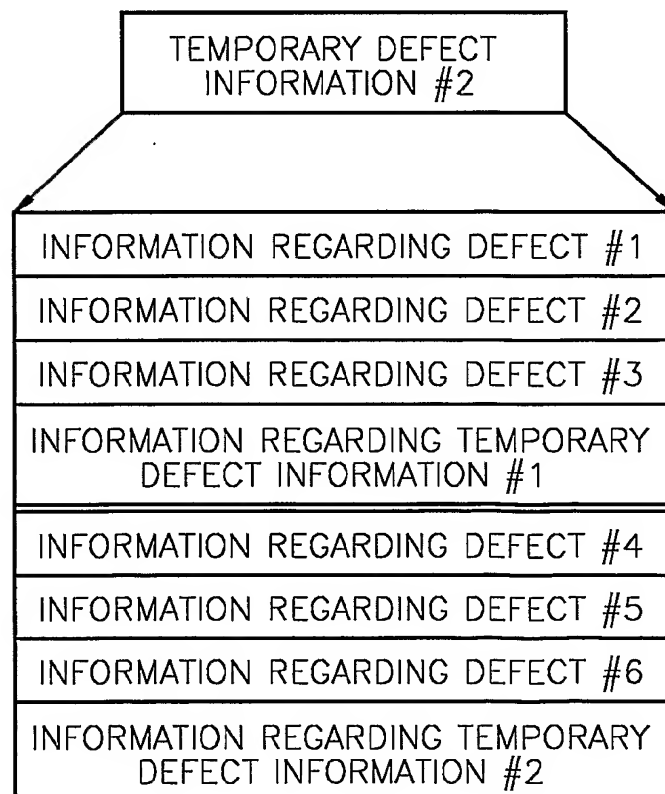 TEMPORARY DEFECT
INFORMATION #2
INFORMATION REGARDING DEFECT #1
INFORMATION REGARDING DEFECT #2
INFORMATION REGARDING DEFECT #3
INFORMATION REGARDING TEMPORARY
DEFECT INFORMATION #1
INFORMATION REGARDING DEFECT #4
INFORMATION REGARDING DEFECT #5
INFORMATION REGARDING DEFECT #6
INFORMATION REGARDING TEMPORARY
DEFECT INFORMATION #2